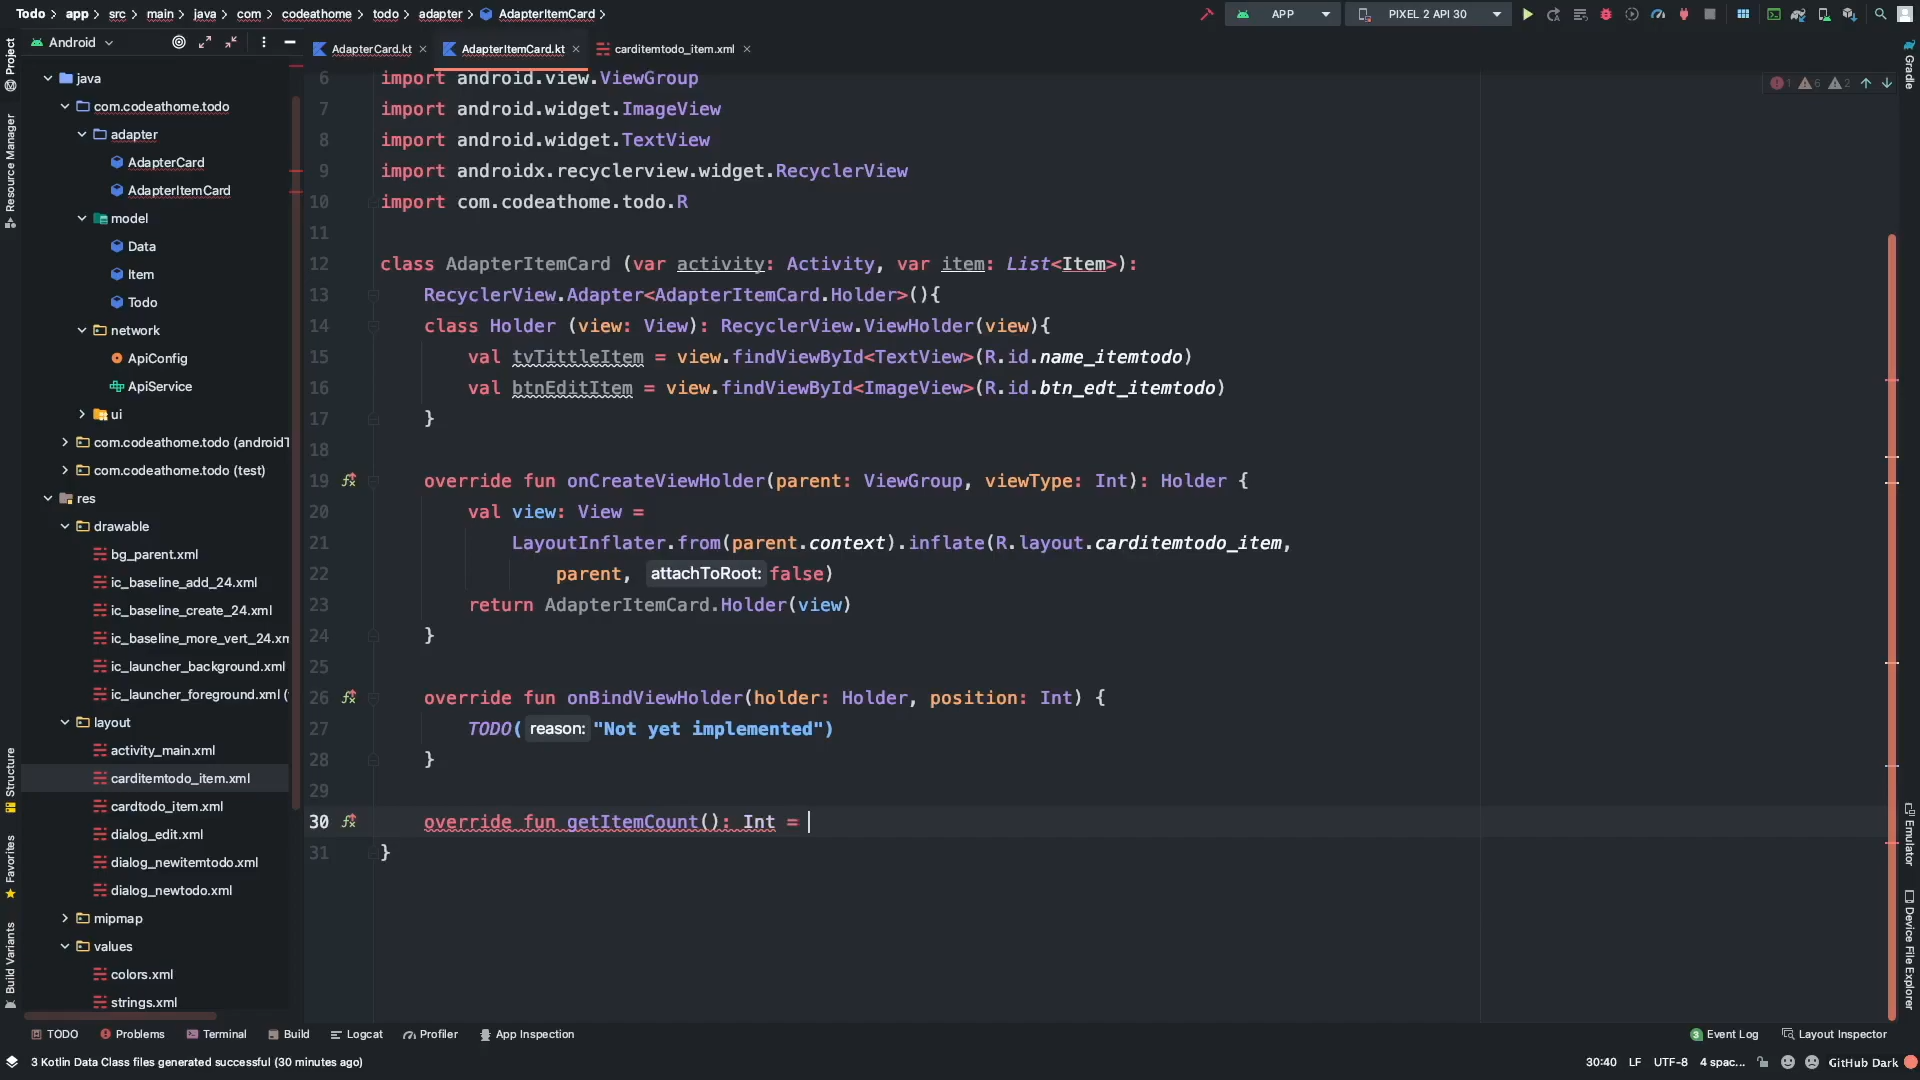 Todo app src main java com codeathome todo adapter AdapterItemCard
APP
PIXEL 2 API 30
Android
AdapterCard.kt
AdapterItemCard.kt
carditemtodo_item.xml
Project
Resource Manager
Structure
Favorites
Build Variants
Gradle
Emulator
Device File Explorer
java
com.codeathome.todo
adapter
AdapterCard
AdapterItemCard
model
Data
Item
Todo
network
ApiConfig
ApiService
ui
com.codeathome.todo (androidT
com.codeathome.todo (test)
res
drawable
bg_parent.xml
ic_baseline_add_24.xml
ic_baseline_create_24.xml
ic_baseline_more_vert_24.xm
ic_launcher_background.xml
ic_launcher_foreground.xml (
layout
activity_main.xml
carditemtodo_item.xml
cardtodo_item.xml
dialog_edit.xml
dialog_newitemtodo.xml
dialog_newtodo.xml
mipmap
values
colors.xml
strings.xml
1 6 2
6 import android.view.ViewGroup
7 import android.widget.ImageView
8 import android.widget.TextView
9 import androidx.recyclerview.widget.RecyclerView
10 import com.codeathome.todo.R
11
12 class AdapterItemCard (var activity: Activity, var item: List<Item>):
13 RecyclerView.Adapter<AdapterItemCard.Holder>(){
14 class Holder (view: View): RecyclerView.ViewHolder(view){
15 val tvTittleItem = view.findViewById<TextView>(R.id.name_itemtodo)
16 val btnEditItem = view.findViewById<ImageView>(R.id.btn_edt_itemtodo)
17 }
18
19 override fun onCreateViewHolder(parent: ViewGroup, viewType: Int): Holder {
20 val view: View =
21 LayoutInflater.from(parent.context).inflate(R.layout.carditemtodo_item,
22 parent, attachToRoot: false)
23 return AdapterItemCard.Holder(view)
24 }
25
26 override fun onBindViewHolder(holder: Holder, position: Int) {
27 TODO( reason: "Not yet implemented")
28 }
29
30 override fun getItemCount(): Int =
31 }
TODO Problems Terminal Build Logcat Profiler App Inspection
3 Event Log Layout Inspector
3 Kotlin Data Class files generated successful (30 minutes ago)
30:40 LF UTF-8 4 spac... GitHub Dark